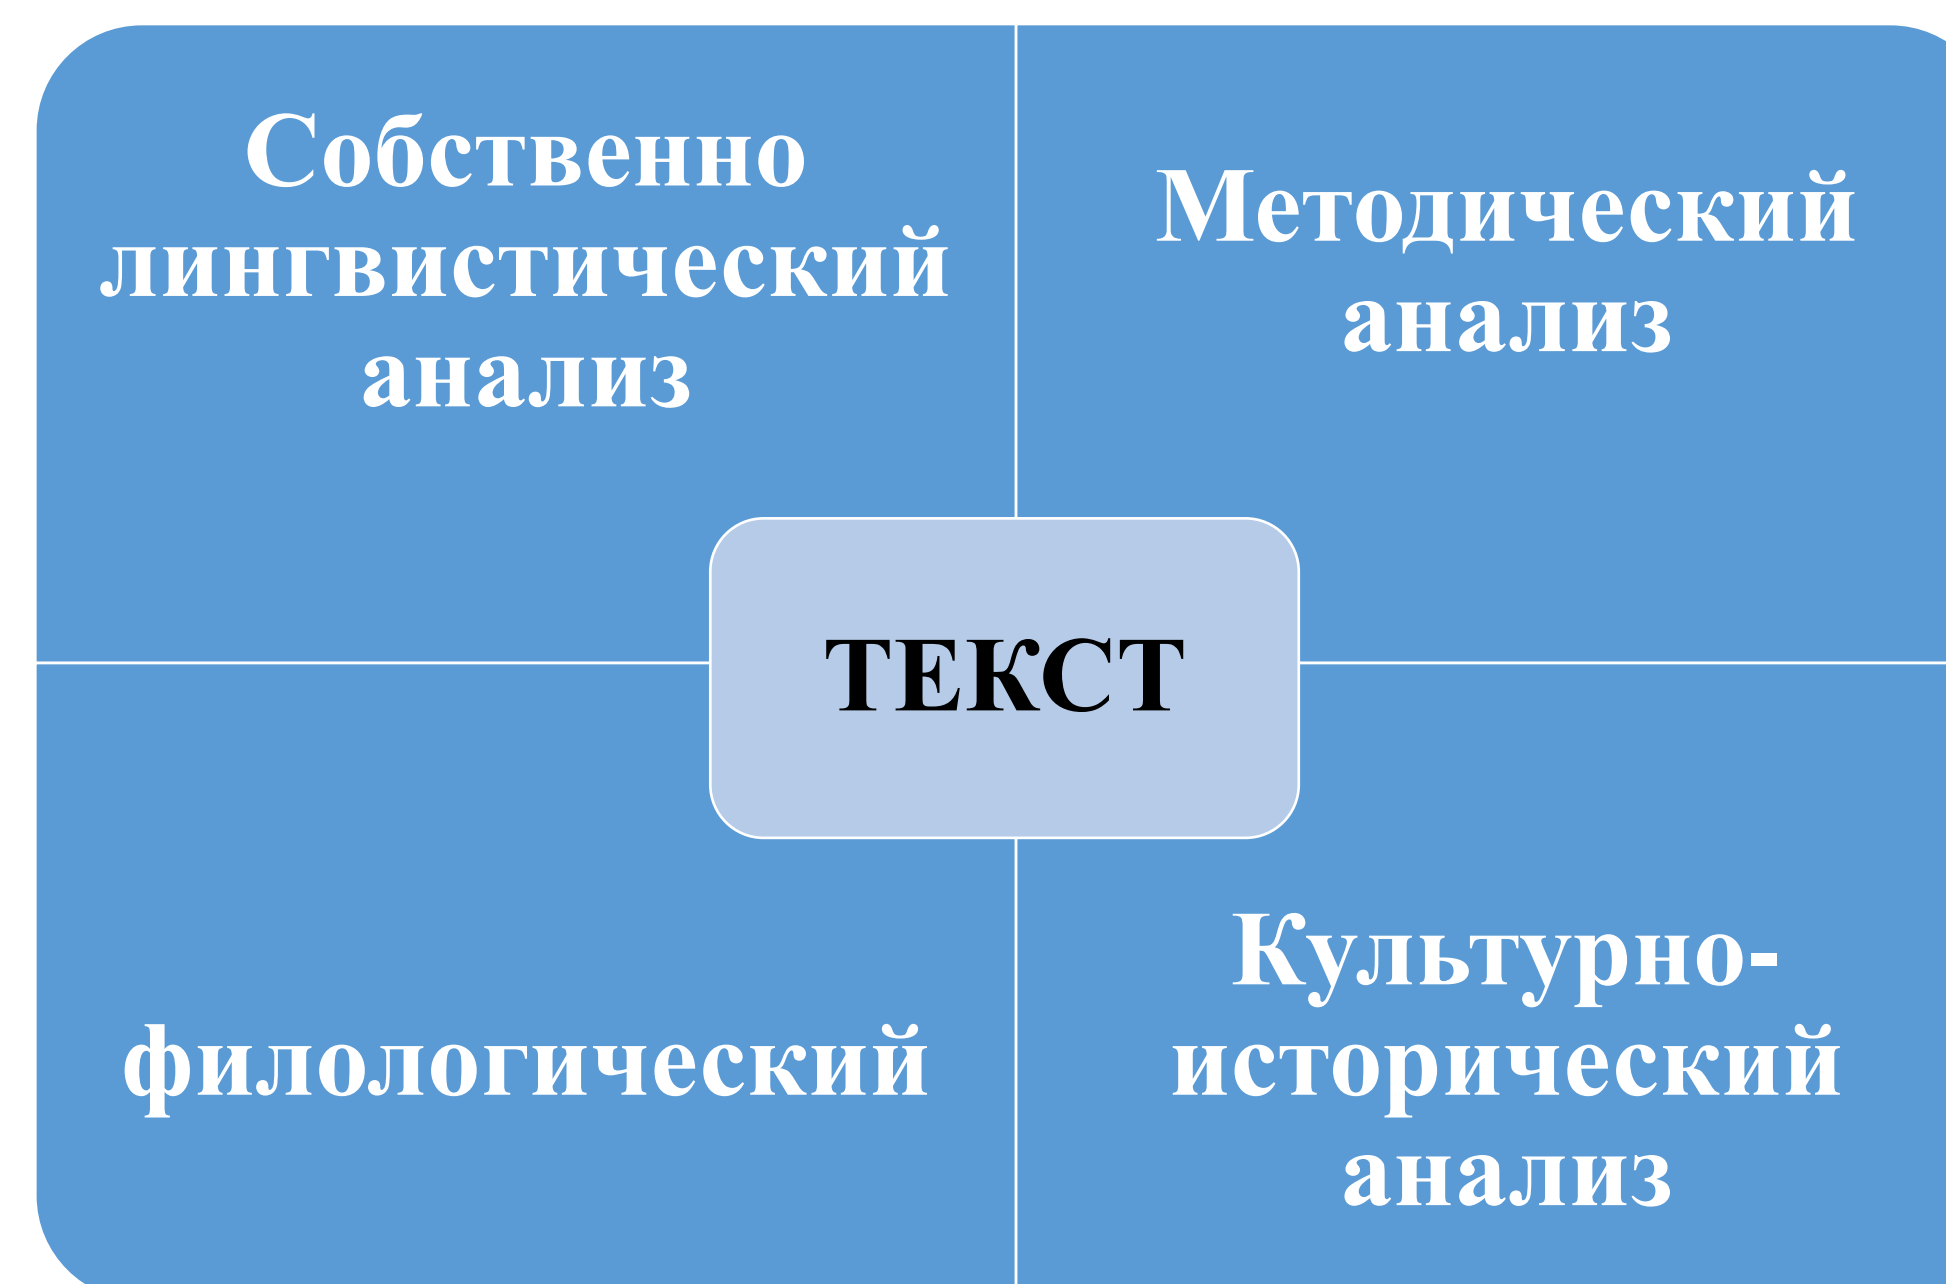 Собственно
лингвистический
анализ
Методический
анализ
ТЕКСТ
филологический
Культурно-
исторический
анализ